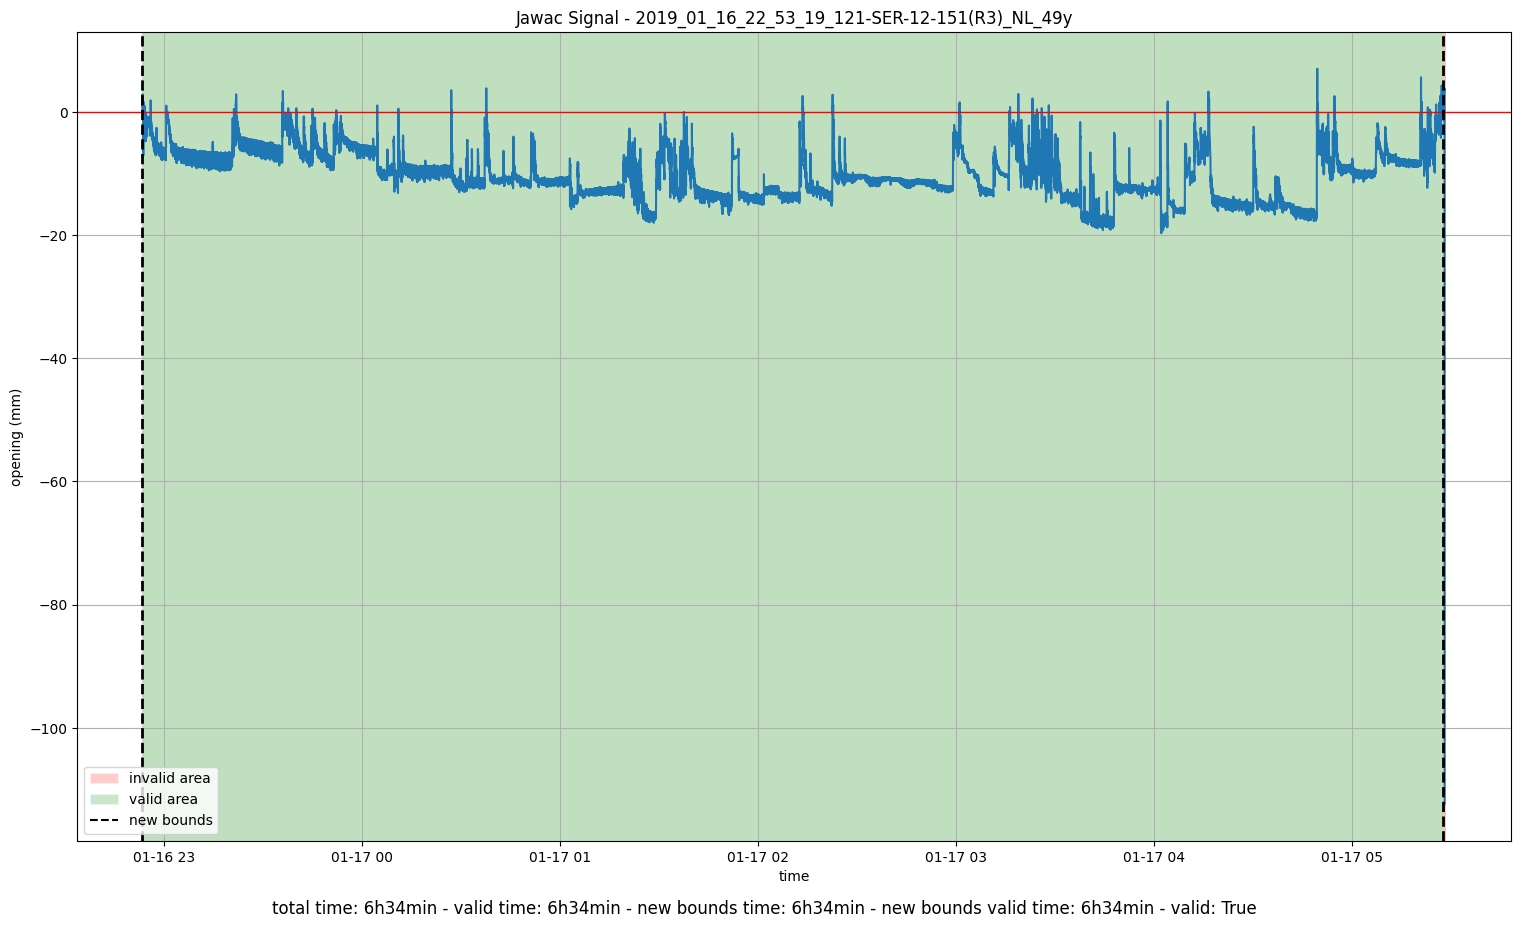 Jawac Signal - 2019_01_16_22_53_19_121-SER-12-151(R3)_NL_49y
opening (mm)
0
−20
−40
−60
−80
−100
invalid area
valid area
new bounds
01-16 23
01-17 00
01-17 01
01-17 02
01-17 03
01-17 04
01-17 05
time
total time: 6h34min - valid time: 6h34min - new bounds time: 6h34min - new bounds valid time: 6h34min - valid: True